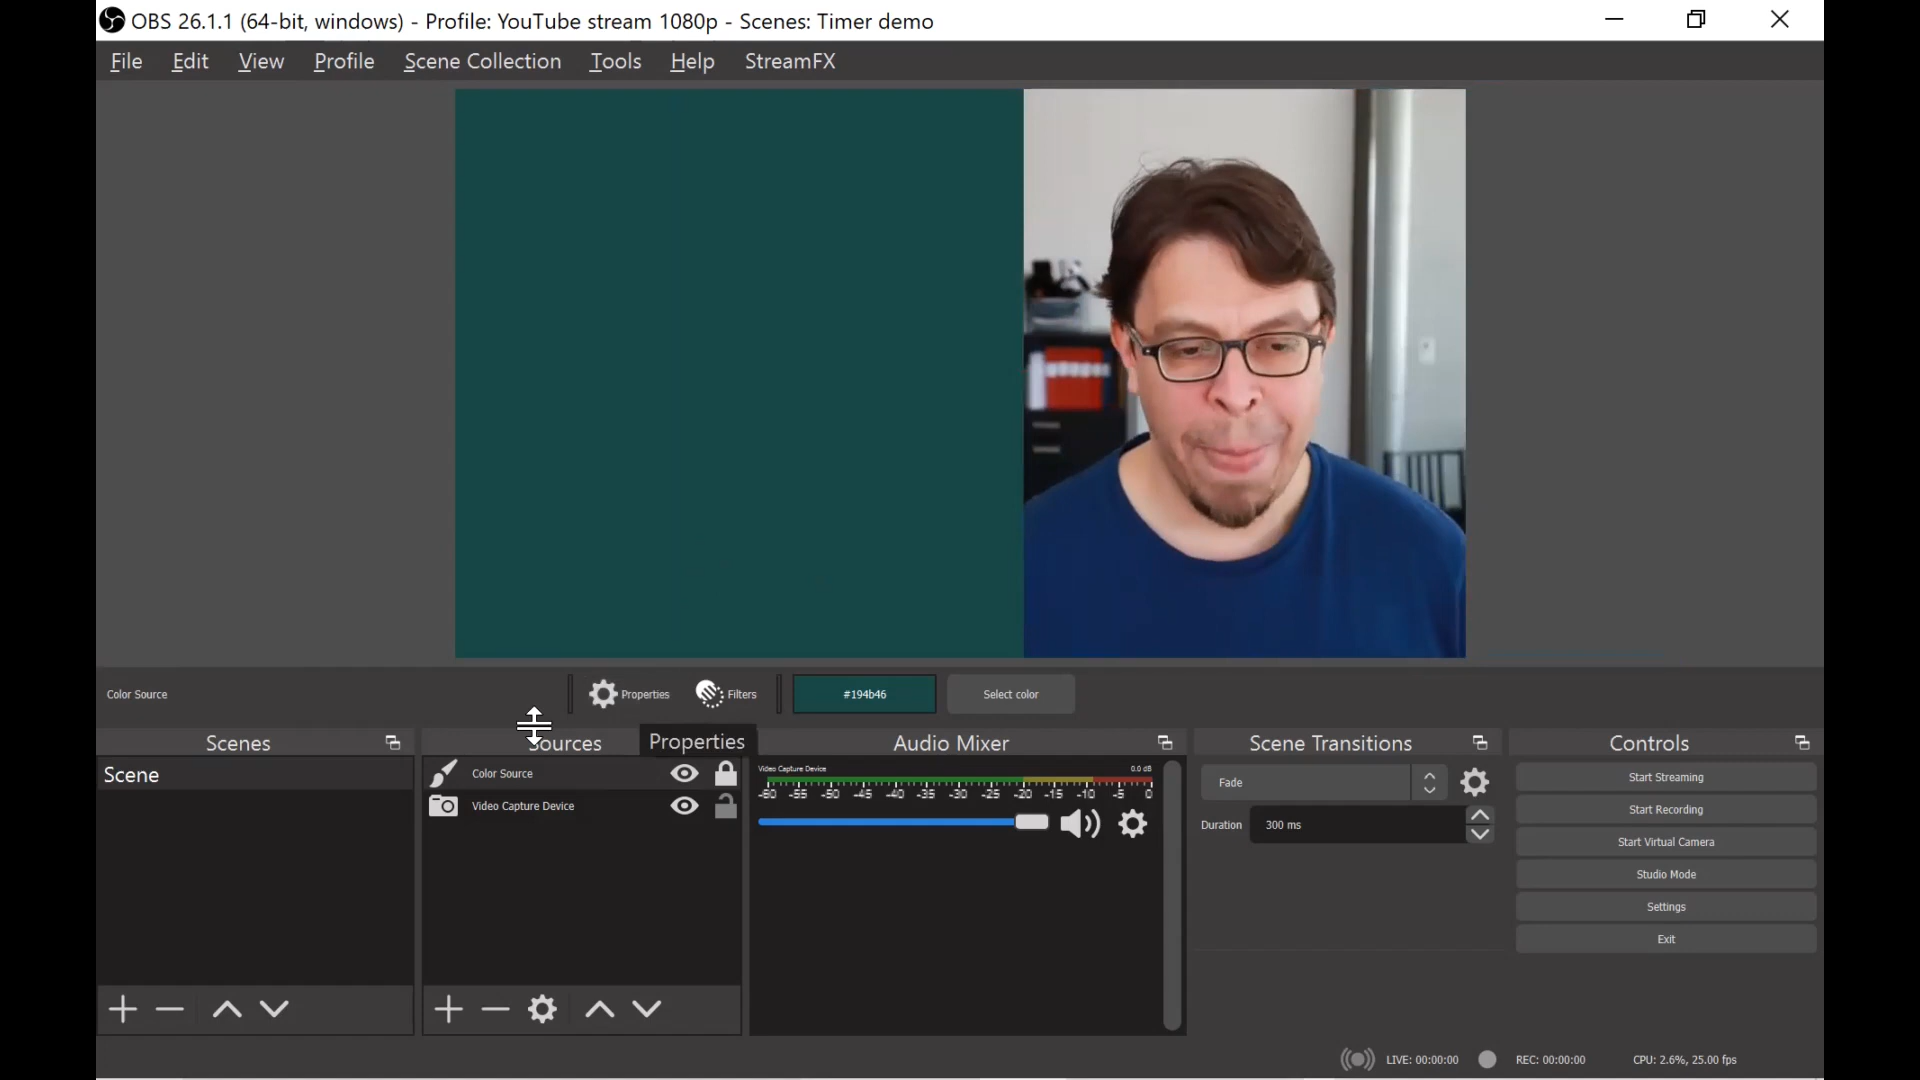 OBS 26.1.1 (64-bit, windows) - Profile: YouTube stream 1080p - Scenes: Timer demo
File Edit View Profile Scene Collection Tools Help StreamFX
Color Source Properties Filters #194b46 Select color
Scenes Sources Properties Audio Mixer Scene Transitions Controls
Scene
Color Source
Video Capture Device
Video Capture Device 0.0 dB
-60 -55 -50 -45 -40 -35 -30 -25 -20 -15 -10 -5 0
Fade
Duration 300 ms
Start Streaming
Start Recording
Start Virtual Camera
Studio Mode
Settings
Exit
LIVE: 00:00:00 REC: 00:00:00 CPU: 2.6%, 25.00 fps